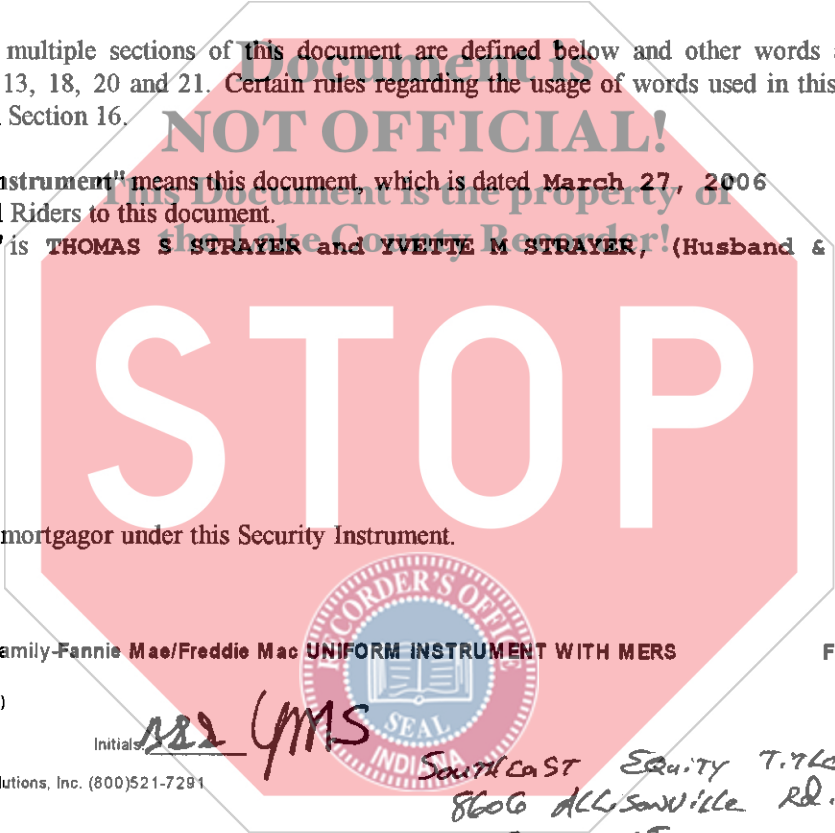 multiple sections of this document are defined below and other words
13, 18, 20 and 21. Certain rules regarding the usage of words used in this
Section 16.
Document is
NOT OFFICIAL!
This Document is the property of
the Lake County Recorder!
nstrument" means this document, which is dated March 27, 2006
Riders to this document.
is THOMAS S STRAYER and YVETTE M STRAYER, (Husband &
STOP
mortgagor under this Security Instrument.
RECORDER'S OFFICE
SEAL
INDIANA
amily-Fannie Mae/Freddie Mac UNIFORM INSTRUMENT WITH MERS
Initials: YMS
lutions, Inc. (800)521-7291
Southeast Equity Title
8606 Allisonville Rd.